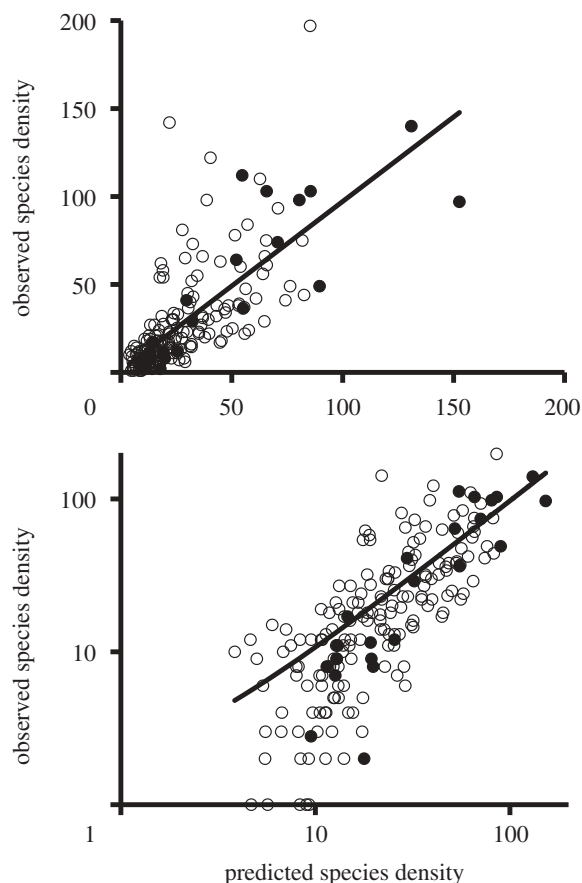 200
150
100
50
0 50 100 150 200
observed species density
100
10
1 10 100
observed species density
predicted species density